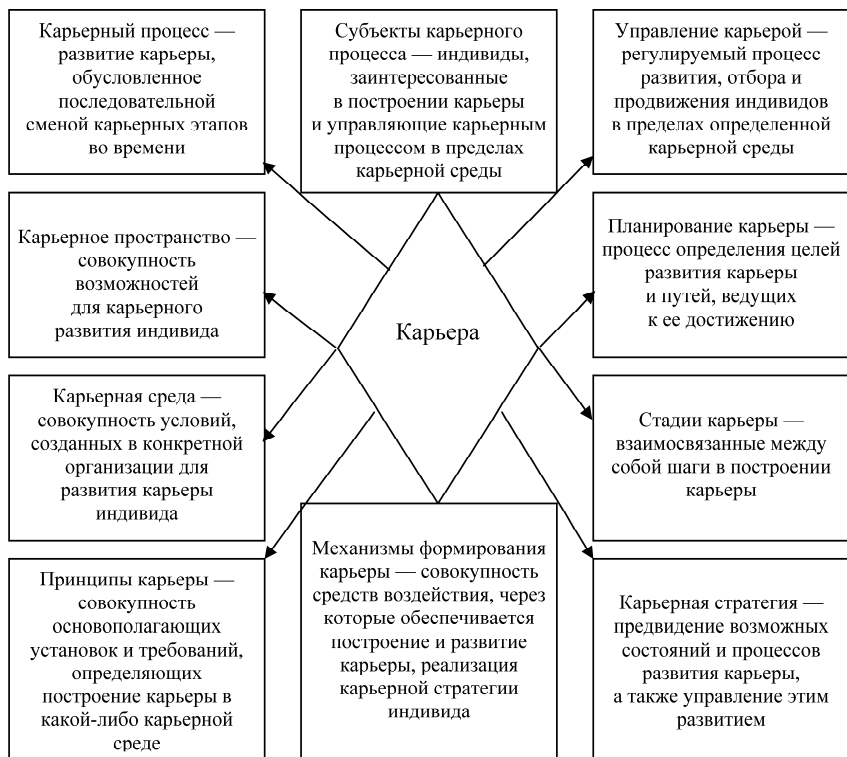 Карьерный процесс —
развитие карьеры,
обусловленное
последовательной
сменой карьерных этапов
во времени
Субъекты карьерного
процесса — индивиды,
заинтересованные
в построении карьеры
и управляющие карьерным
процессом в пределах
карьерной среды
Управление карьерой —
регулируемый процесс
развития, отбора и
продвижения индивидов
в пределах определенной
карьерной среды
Карьерное пространство —
совокупность
возможностей
для карьерного
развития индивида
Карьера
Планирование карьеры —
процесс определения целей
развития карьеры
и путей, ведущих
к ее достижению
Карьерная среда —
совокупность условий,
созданных в конкретной
организации для
развития карьеры
индивида
Стадии карьеры —
взаимосвязанные между
собой шаги в построении
карьеры
Принципы карьеры —
совокупность
основополагающих
установок и требований,
определяющих
построение карьеры в
какой-либо карьерной
среде
Механизмы формирования
карьеры — совокупность
средств воздействия, через
которые обеспечивается
построение и развитие
карьеры, реализация
карьерной стратегии
индивида
Карьерная стратегия —
предвидение возможных
состояний и процессов
развития карьеры,
а также управление этим
развитием